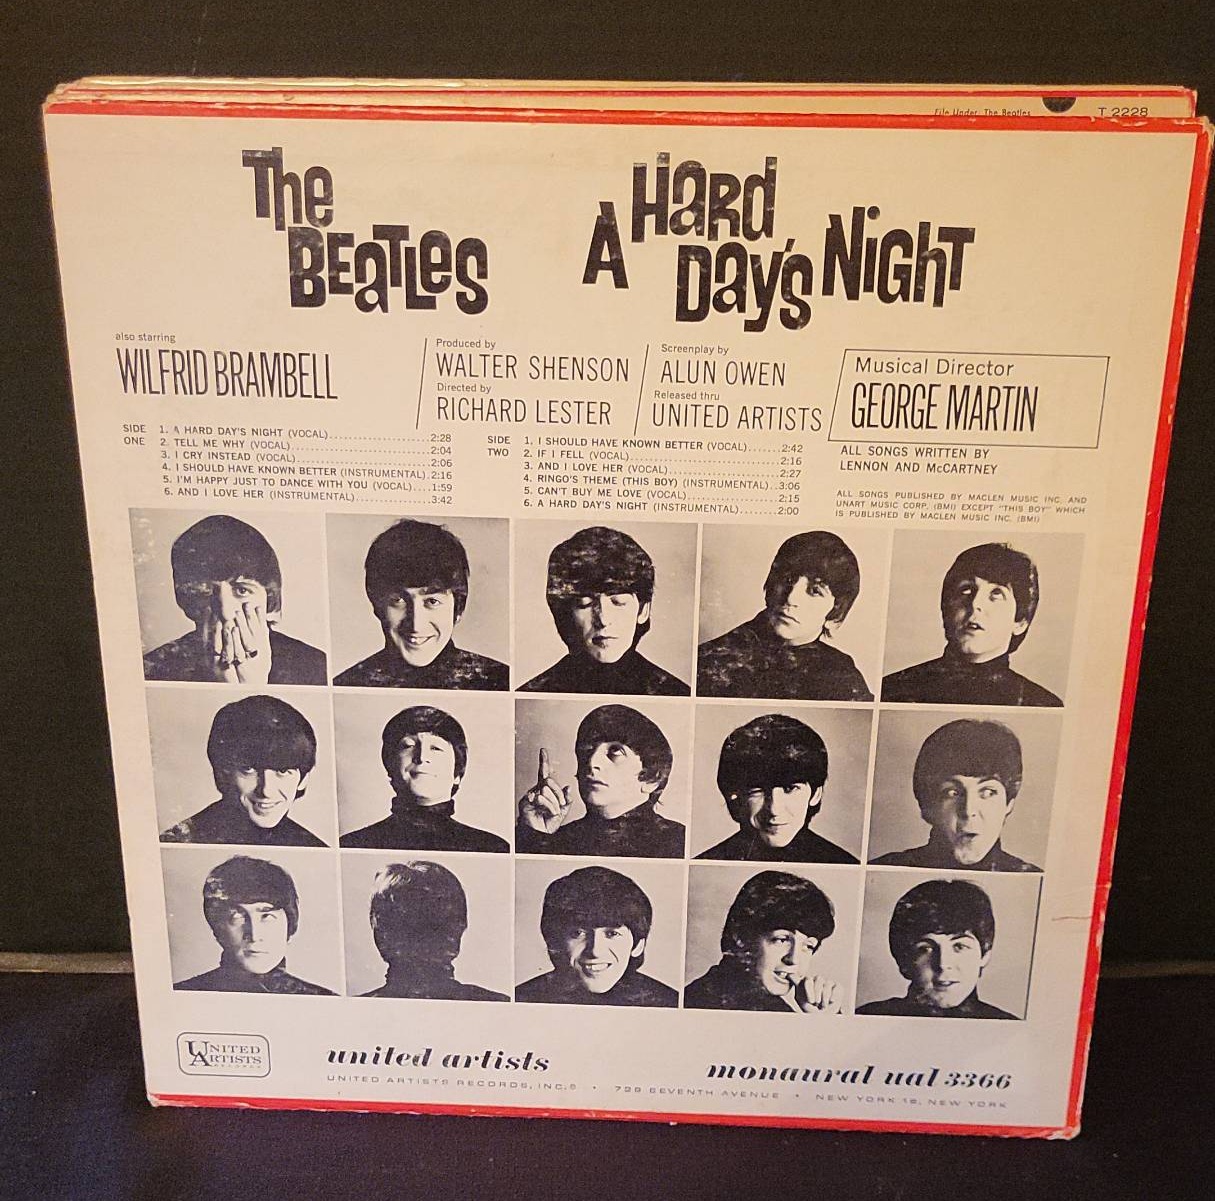 File Under: The Beatles
T 2228
The
BEATLES
A HARD
DAY'S NIGHT
also starring
WILFRID BRAMBELL
Produced by
WALTER SHENSON
Directed by
RICHARD LESTER
Screenplay by
ALUN OWEN
Released thru
UNITED ARTISTS
Musical Director
GEORGE MARTIN
ALL SONGS WRITTEN BY
LENNON AND McCARTNEY
SIDE
ONE
1. A HARD DAY'S NIGHT (VOCAL)....................2:28
2. TELL ME WHY (VOCAL)............................2:04
3. I CRY INSTEAD (VOCAL)..........................2:06
4. I SHOULD HAVE KNOWN BETTER (INSTRUMENTAL).2:16
5. I'M HAPPY JUST TO DANCE WITH YOU (VOCAL)....1:59
6. AND I LOVE HER (INSTRUMENTAL)................3:42
SIDE
TWO
1. I SHOULD HAVE KNOWN BETTER (VOCAL).......2:42
2. IF I FELL (VOCAL)..................................2:16
3. AND I LOVE HER (VOCAL)........................2:27
4. RINGO'S THEME (THIS BOY) (INSTRUMENTAL)..3:06
5. CAN'T BUY ME LOVE (VOCAL)....................2:15
6. A HARD DAY'S NIGHT (INSTRUMENTAL)........2:00
ALL SONGS PUBLISHED BY MACLEN MUSIC INC. AND
UNART MUSIC CORP. (BMI) EXCEPT "THIS BOY" WHICH
IS PUBLISHED BY MACLEN MUSIC INC. (BMI)
UNITED
ARTISTS
RECORDS
united artists
monaural ual 3366
UNITED ARTISTS RECORDS, INC. • 729 SEVENTH AVENUE • NEW YORK 19, NEW YORK